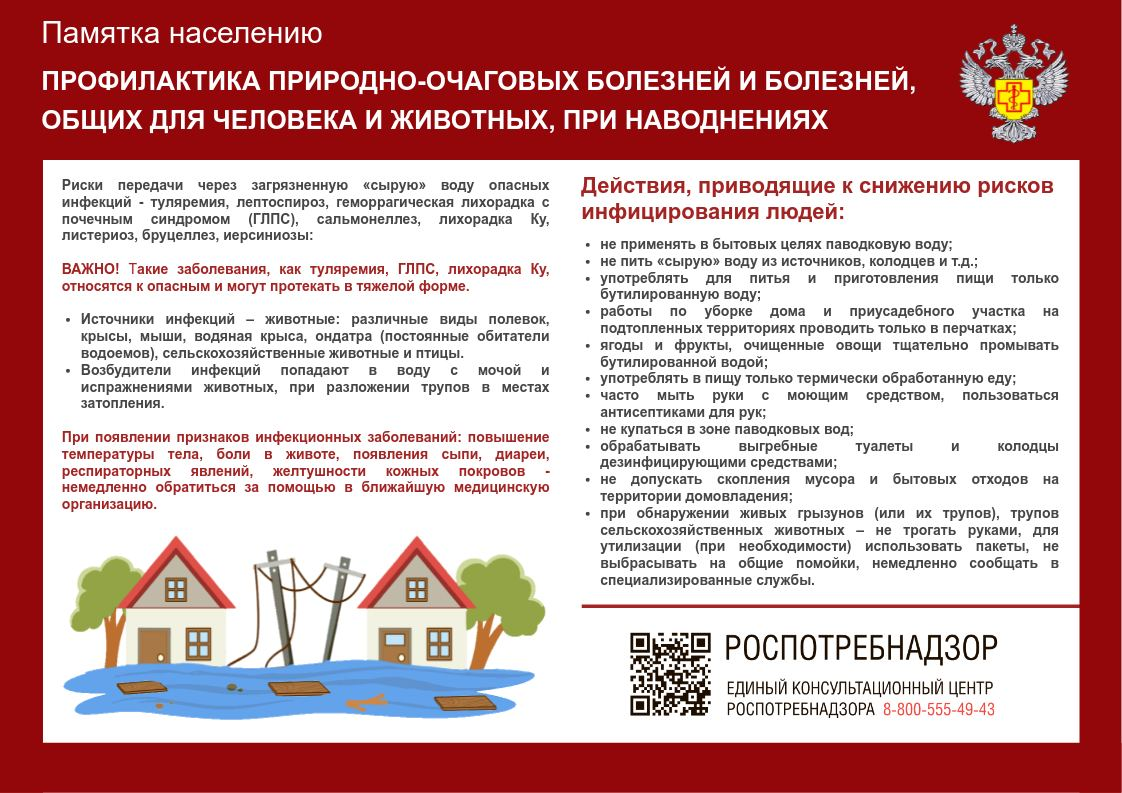 Памятка населению
ПРОФИЛАКТИКА ПРИРОДНО-ОЧАГОВЫХ БОЛЕЗНЕЙ И БОЛЕЗНЕЙ,
ОБЩИХ ДЛЯ ЧЕЛОВЕКА И ЖИВОТНЫХ, ПРИ НАВОДНЕНИЯХ
Риски передачи через загрязненную «сырую» воду опасных
инфекций - туляремия, лептоспироз, геморрагическая лихорадка с
почечным синдромом (ГЛПС), сальмонеллез, лихорадка Ку,
листериоз, бруцеллез, иерсиниозы:
ВАЖНО! Такие заболевания, как туляремия, ГЛПС, лихорадка Ку,
относятся к опасным и могут протекать в тяжелой форме.
• Источники инфекций – животные: различные виды полевок,
крысы, мыши, водяная крыса, ондатра (постоянные обитатели
водоемов), сельскохозяйственные животные и птицы.
• Возбудители инфекций попадают в воду с мочой и
испражнениями животных, при разложении трупов в местах
затопления.
При появлении признаков инфекционных заболеваний: повышение
температуры тела, боли в животе, появления сыпи, диареи,
респираторных явлений, желтушности кожных покровов -
немедленно обратиться за помощью в ближайшую медицинскую
организацию.
Действия, приводящие к снижению рисков
инфицирования людей:
• не применять в бытовых целях паводковую воду;
• не пить «сырую» воду из источников, колодцев и т.д.;
• употреблять для питья и приготовления пищи только
бутилированную воду;
• работы по уборке дома и приусадебного участка на
подтопленных территориях проводить только в перчатках;
• ягоды и фрукты, очищенные овощи тщательно промывать
бутилированной водой;
• употреблять в пищу только термически обработанную еду;
• часто мыть руки с моющим средством, пользоваться
антисептиками для рук;
• не купаться в зоне паводковых вод;
• обрабатывать выгребные туалеты и колодцы
дезинфицирующими средствами;
• не допускать скопления мусора и бытовых отходов на
территории домовладения;
• при обнаружении живых грызунов (или их трупов), трупов
сельскохозяйственных животных – не трогать руками, для
утилизации (при необходимости) использовать пакеты, не
выбрасывать на общие помойки, немедленно сообщать в
специализированные службы.
РОСПОТРЕБНАДЗОР
ЕДИНЫЙ КОНСУЛЬТАЦИОННЫЙ ЦЕНТР
РОСПОТРЕБНАДЗОРА 8-800-555-49-43